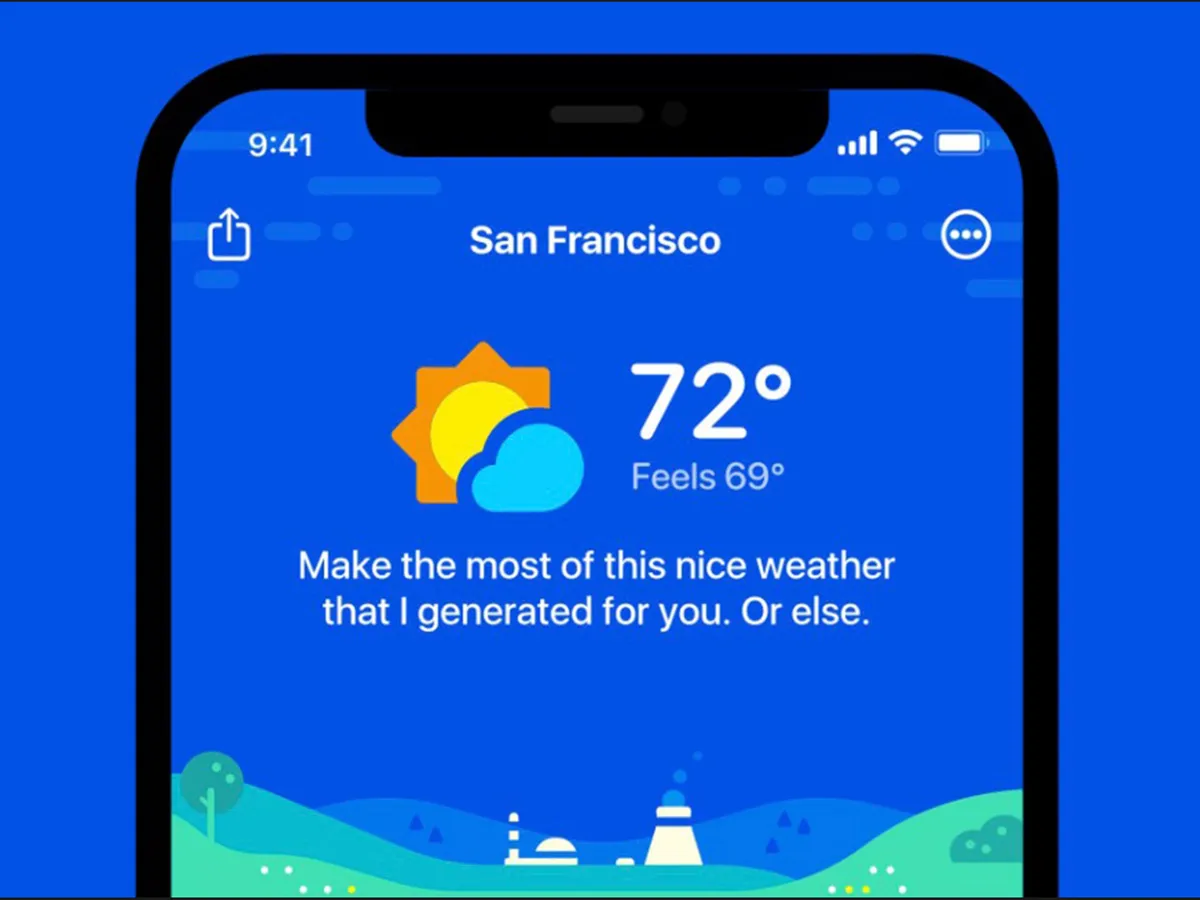 9:41
San Francisco
72°
Feels 69°
Make the most of this nice weather
that I generated for you. Or else.